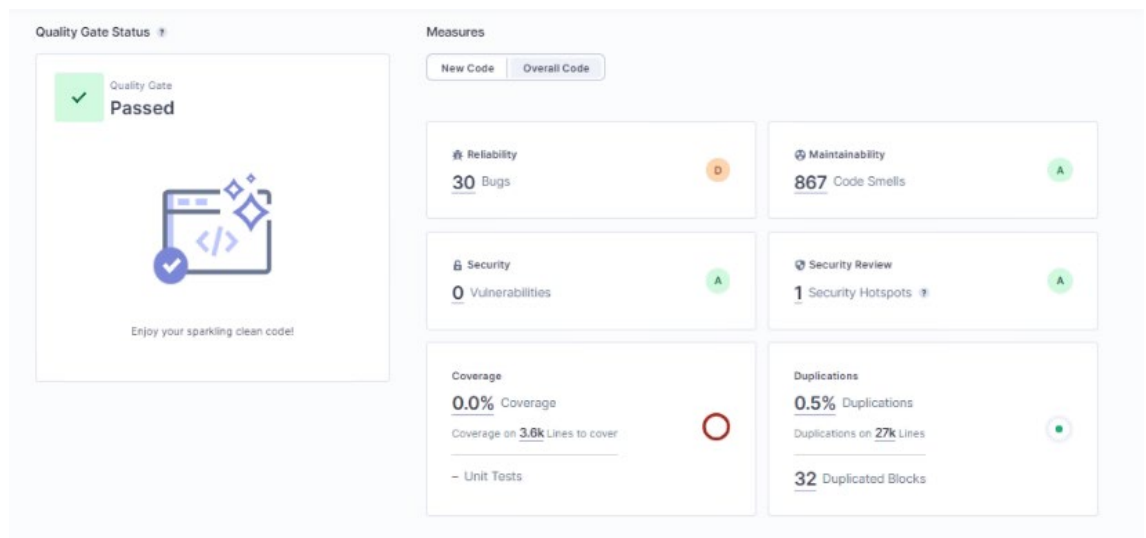 Quality Gate Status ?
Quality Gate
Passed
Enjoy your sparkling clean code!
Measures
New Code Overall Code
Reliability
30 Bugs
D
Maintainability
867 Code Smells
A
Security
0 Vulnerabilities
A
Security Review
1 Security Hotspots ?
A
Coverage
0.0% Coverage
Coverage on 3.6k Lines to cover
– Unit Tests
Duplications
0.5% Duplications
Duplications on 27k Lines
32 Duplicated Blocks